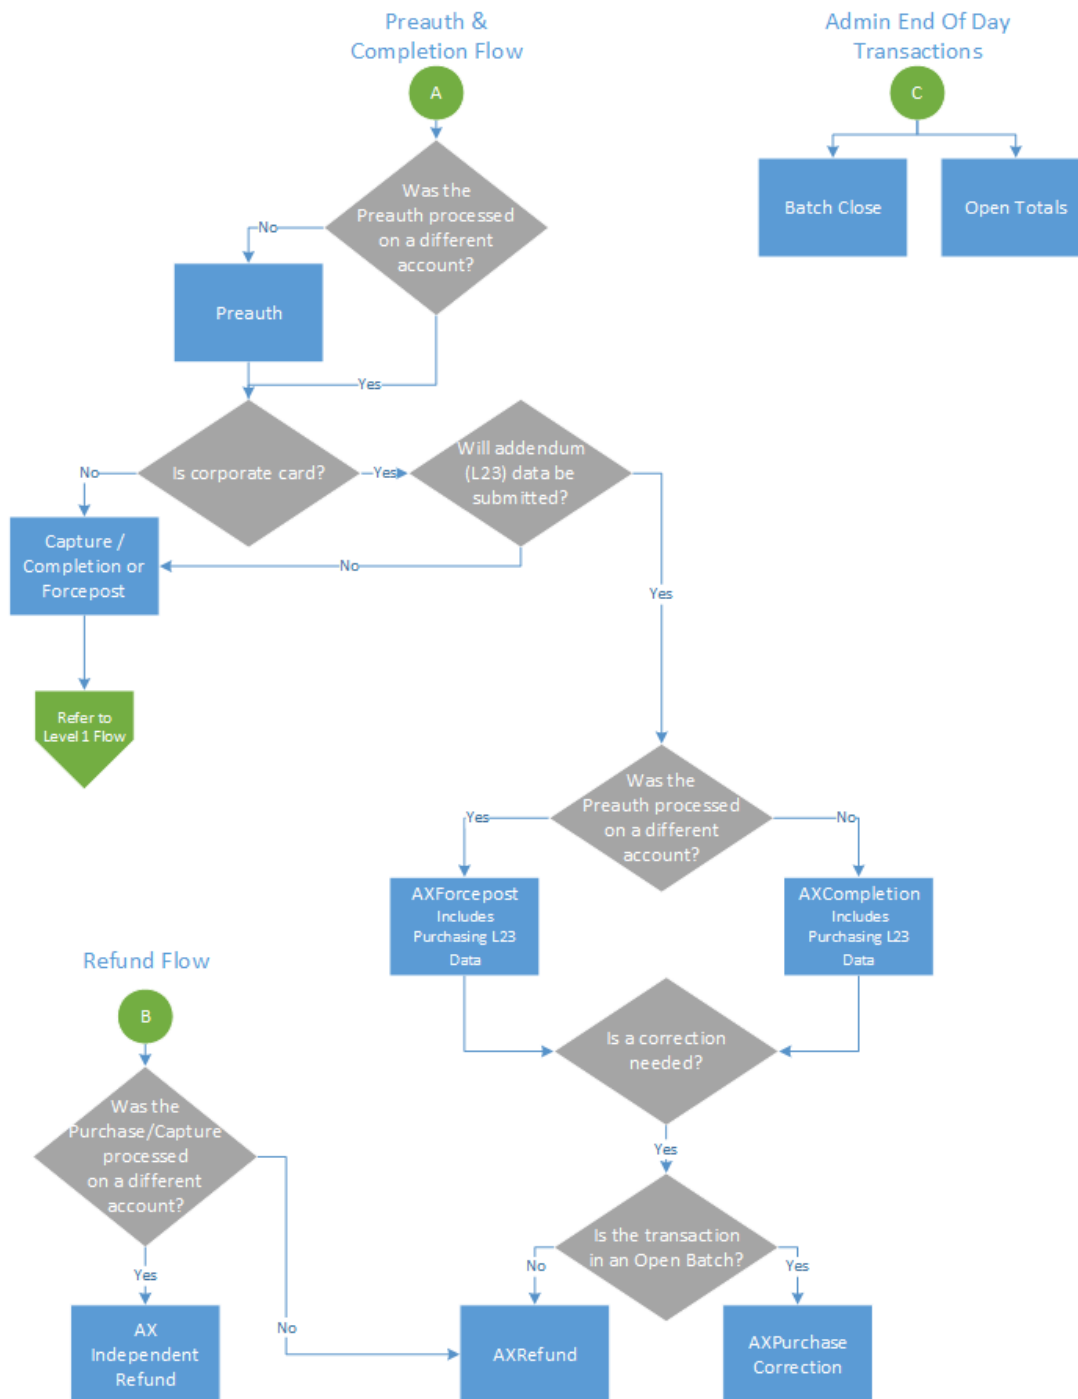 Preauth &
Completion Flow
A
Was the
Preauth processed
on a different
account?
No
Preauth
Yes
Is corporate card?
No
Yes
Will addendum
(L23) data be
submitted?
No
Yes
Capture /
Completion or
Forcepost
Refer to
Level 1 Flow
Was the
Preauth processed
on a different
account?
Yes
No
AXForcepost
Includes
Purchasing L23
Data
AXCompletion
Includes
Purchasing L23
Data
Is a correction
needed?
Yes
Is the transaction
in an Open Batch?
No
Yes
AXRefund
AXPurchase
Correction
Refund Flow
B
Was the
Purchase/Capture
processed
on a different
account?
Yes
No
AX
Independent
Refund
Admin End Of Day
Transactions
C
Batch Close
Open Totals